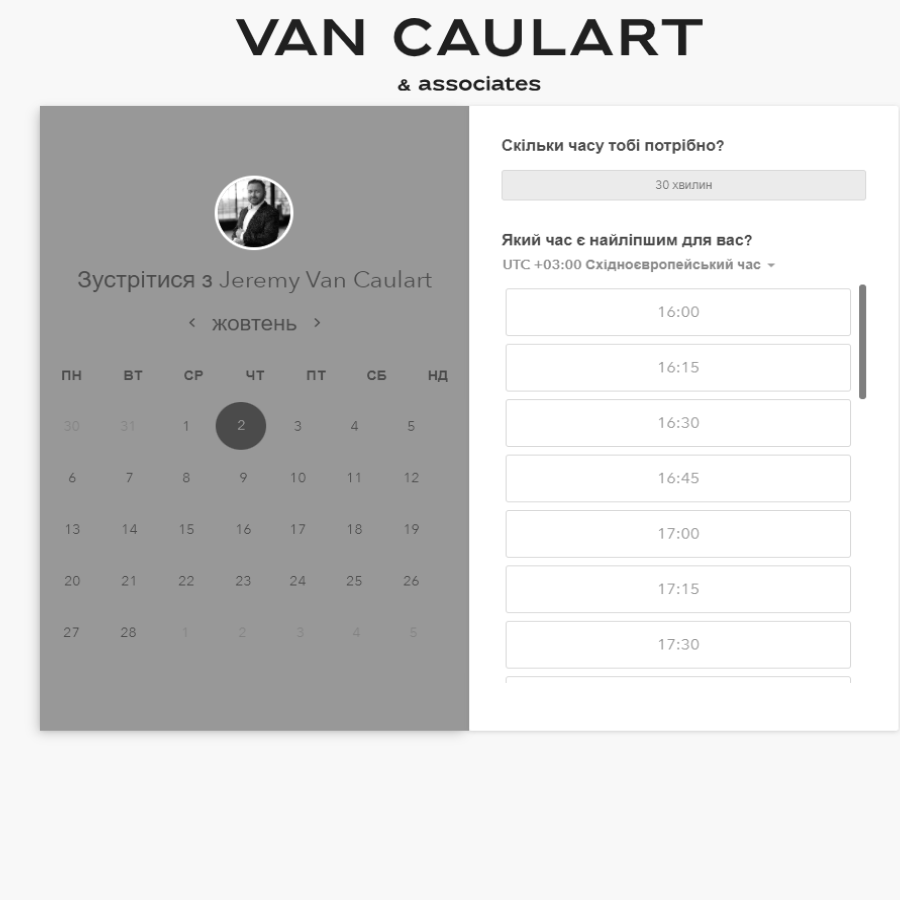 VAN CAULART
& associates
Зустрітися з Jeremy Van Caulart
жовтень
ПН ВТ СР ЧТ ПТ СБ НД
30 31 1 2 3 4 5
6 7 8 9 10 11 12
13 14 15 16 17 18 19
20 21 22 23 24 25 26
27 28 1 2 3 4 5
Скільки часу тобі потрібно?
30 хвилин
Який час є найліпшим для вас?
UTC +03:00 Східноєвропейський час
16:00
16:15
16:30
16:45
17:00
17:15
17:30